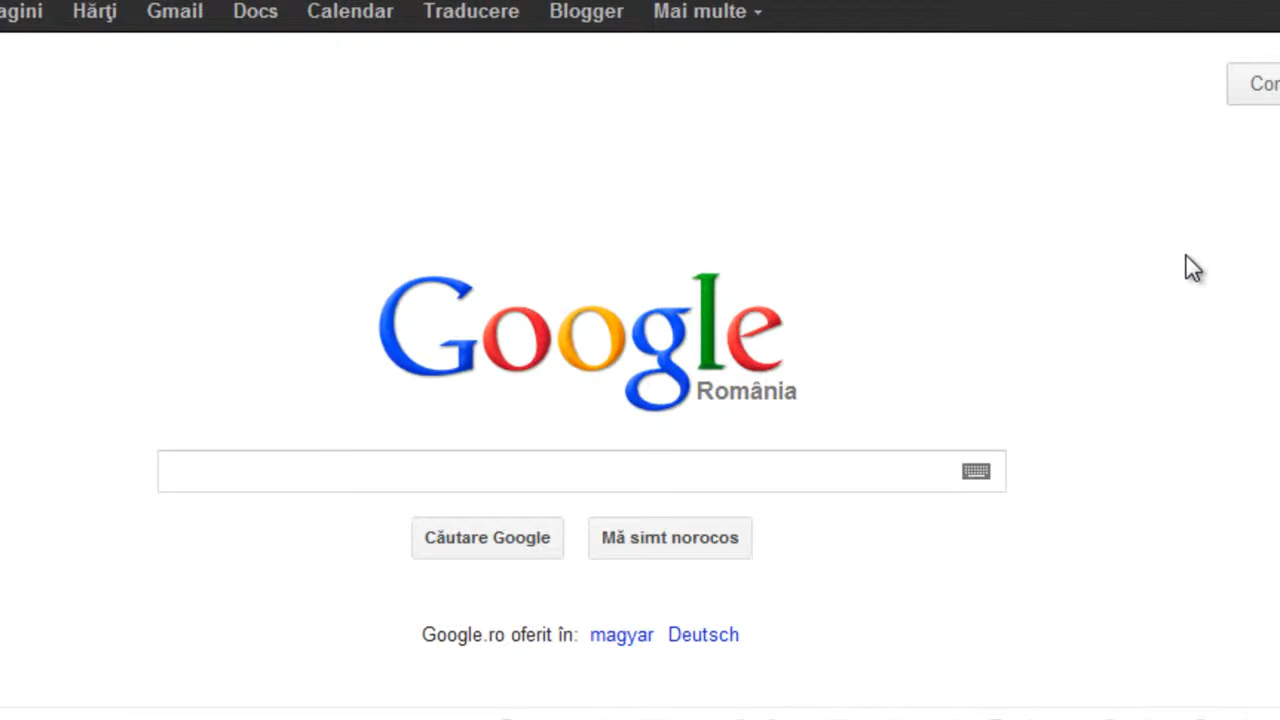 agini Hărţi Gmail Docs Calendar Traducere Blogger Mai multe
Google
România
Căutare Google Mă simt norocos
Google.ro oferit în: magyar Deutsch